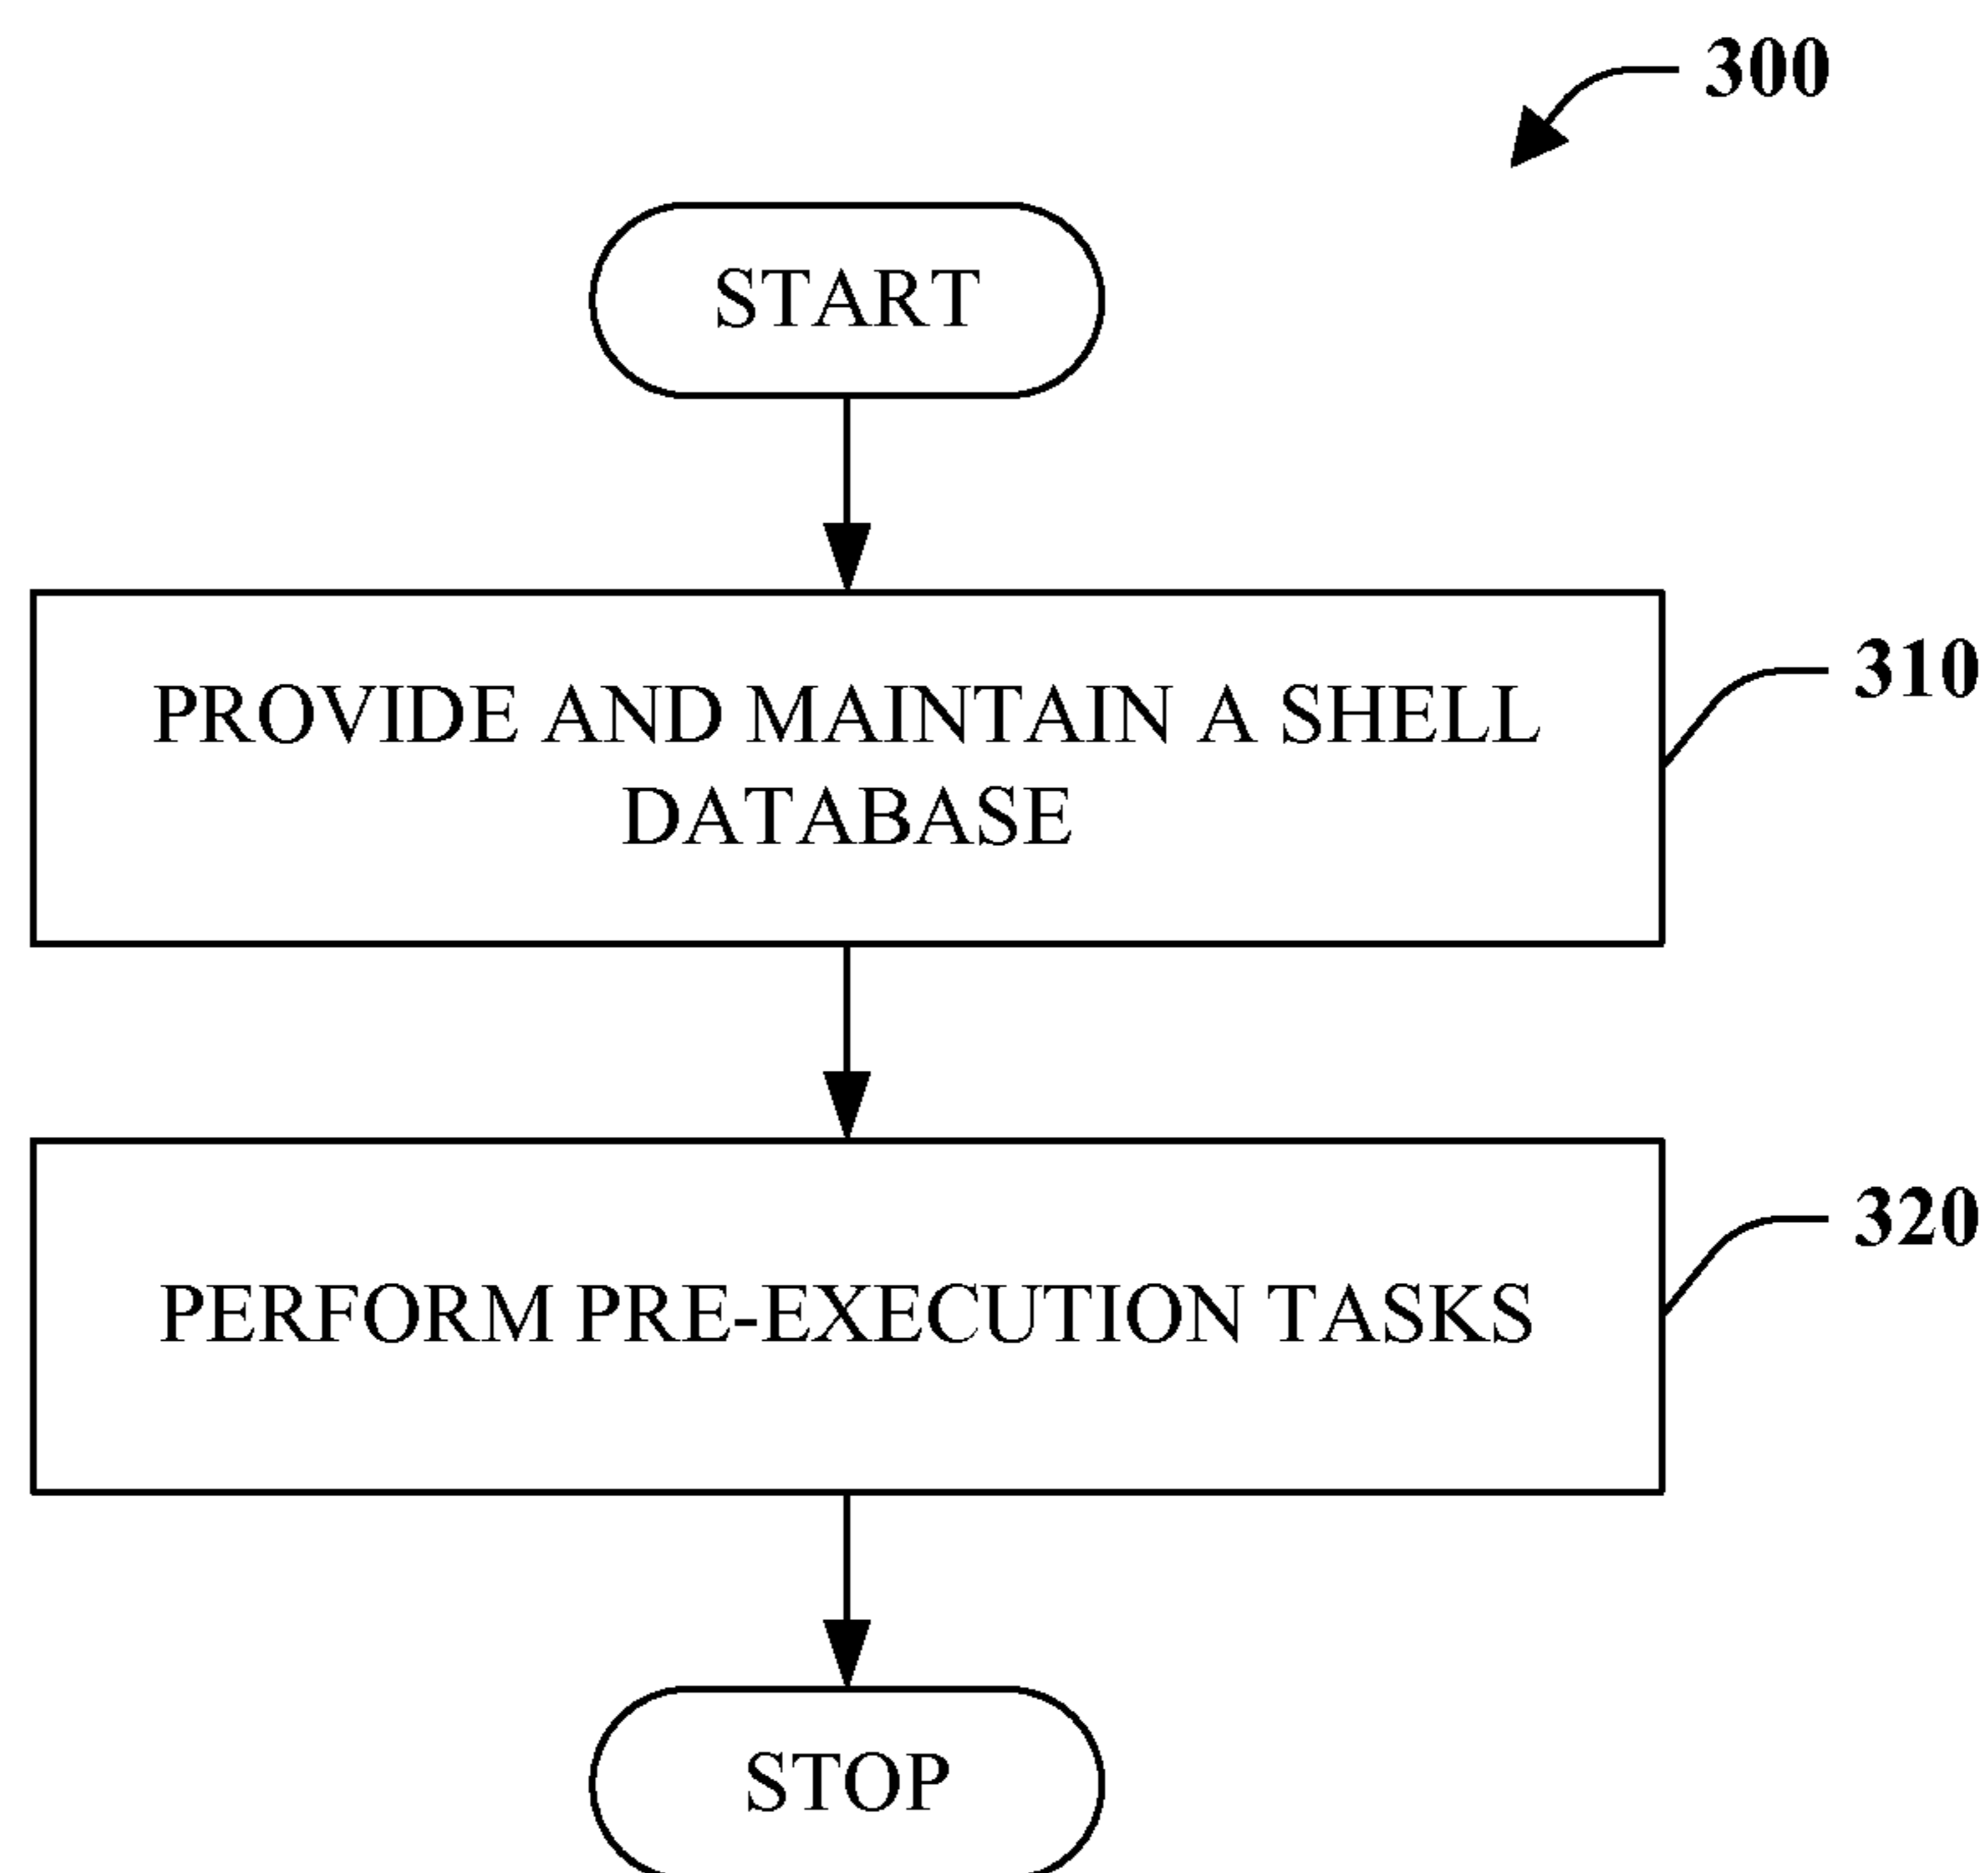 300
START
PROVIDE AND MAINTAIN A SHELL
DATABASE
310
PERFORM PRE-EXECUTION TASKS
320
STOP